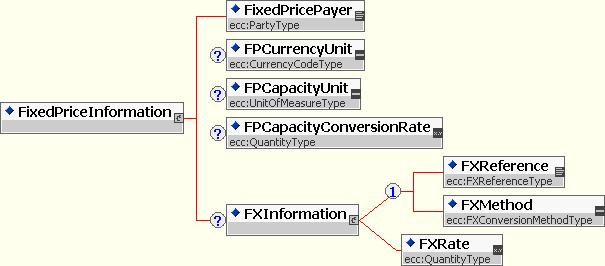 FixedPricePayer
ecc:PartyType
? FPCurrencyUnit
ecc:CurrencyCodeType
? FPCapacityUnit
ecc:UnitOfMeasureType
FixedPriceInformation
? FPCapacityConversionRate
ecc:QuantityType
FXReference
ecc:FXReferenceType
1
? FXInformation
FXMethod
ecc:FXConversionMethodType
FXRate
ecc:QuantityType